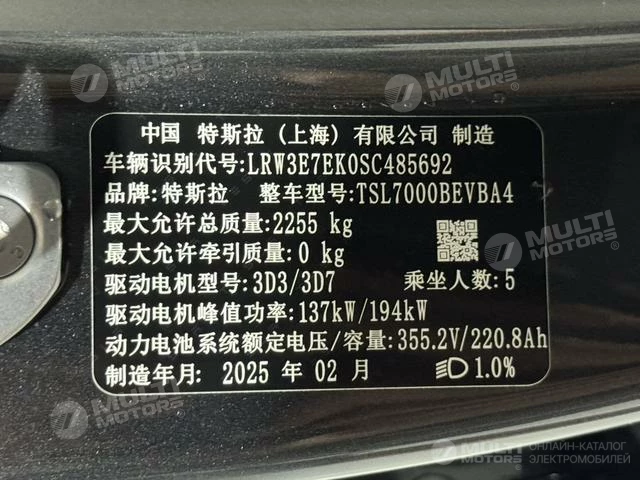 MULTI MOTORS
MULTI MOTORS
中国 特斯拉（上海）有限公司 制造
车辆识别代号:LRW3E7EK0SC485692
品牌:特斯拉 整车型号:TSL7000BEVBA4
最大允许总质量:2255 kg
最大允许牵引质量:0 kg
驱动电机型号:3D3/3D7 乘坐人数:5
驱动电机峰值功率:137kW/194kW
动力电池系统额定电压/容量:355.2V/220.8Ah
制造年月: 2025 年 02 月 1.0%
MULTI MOTORS
MULTI MOTORS
MULTI MOTORS
MULTI MOTORS ОНЛАЙН-КАТАЛОГ ЭЛЕКТРОМОБИЛЕЙ